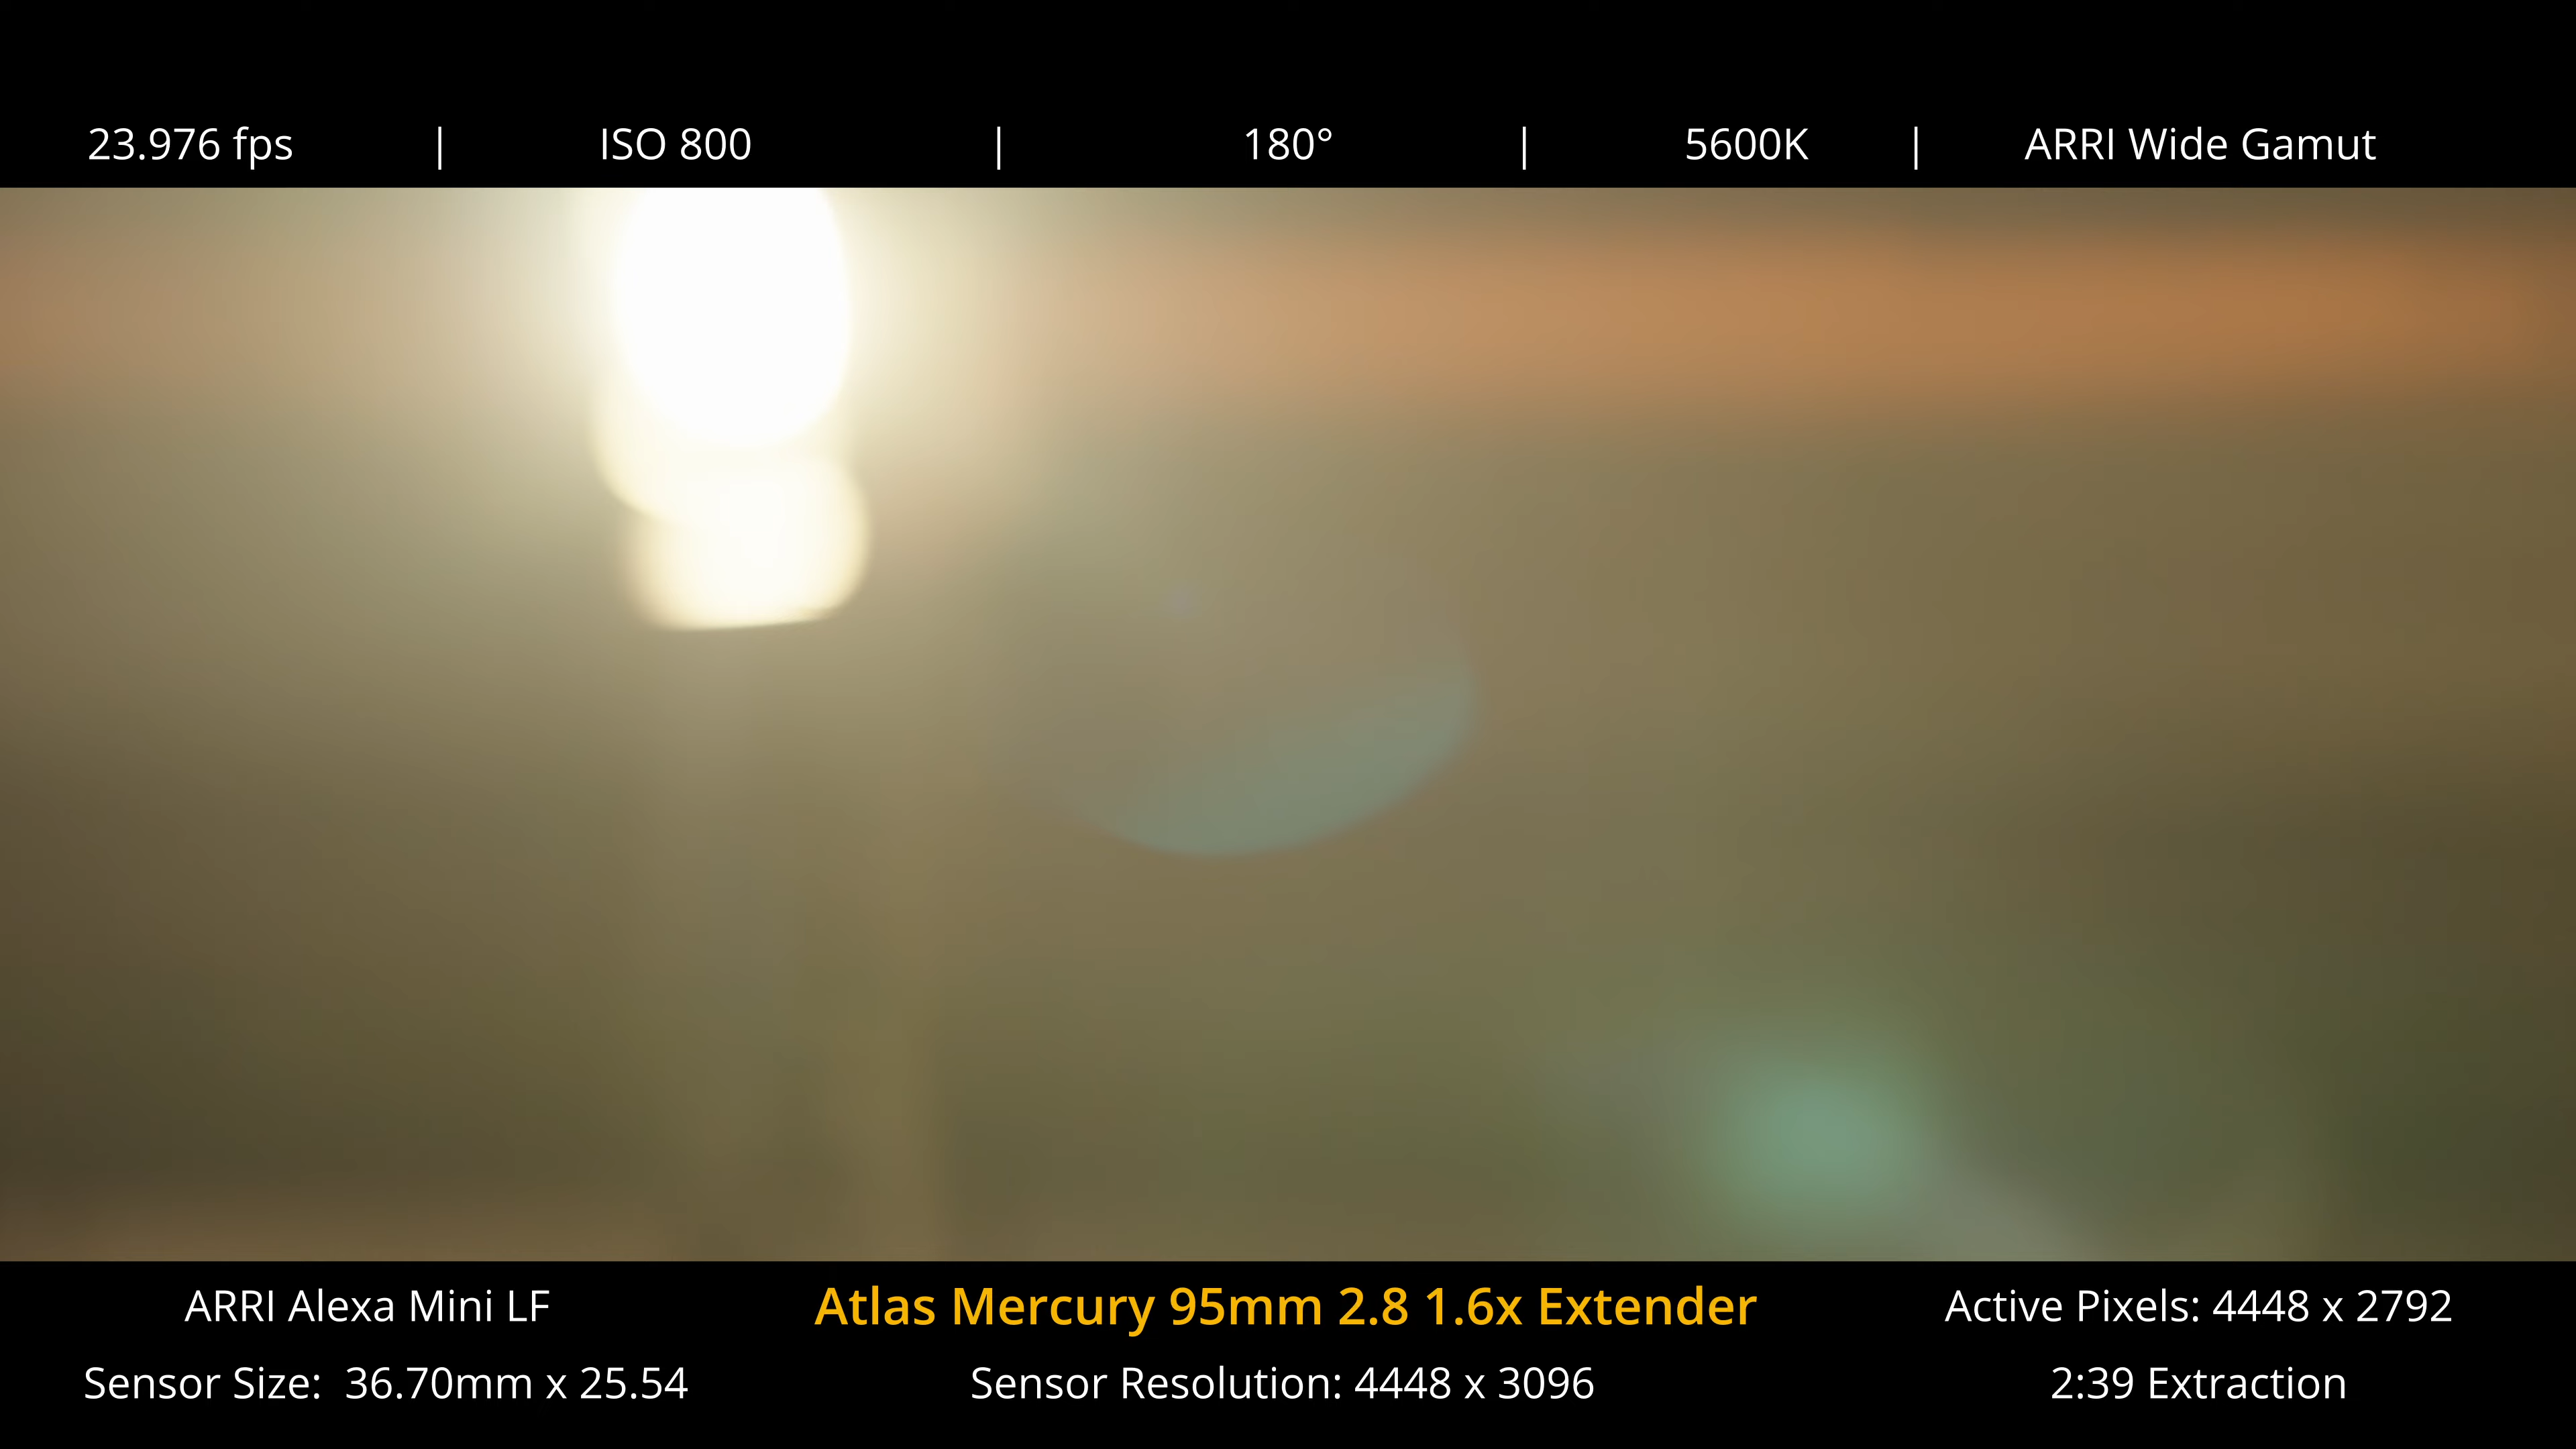 23.976 fps | ISO 800 | 180° | 5600K | ARRI Wide Gamut
ARRI Alexa Mini LF Atlas Mercury 95mm 2.8 1.6x Extender Active Pixels: 4448 x 2792
Sensor Size: 36.70mm x 25.54 Sensor Resolution: 4448 x 3096 2:39 Extraction